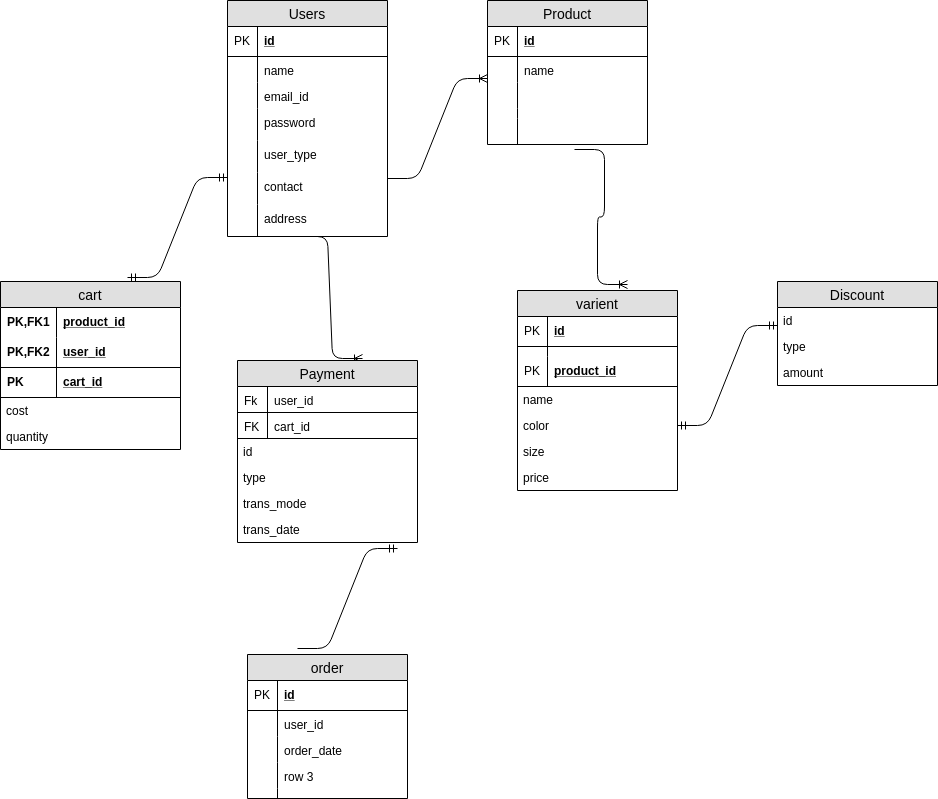 Users
PK id
name
email_id
password
user_type
contact
address
Product
PK id
name
cart
PK,FK1 product_id
PK,FK2 user_id
PK cart_id
cost
quantity
Payment
Fk user_id
FK cart_id
id
type
trans_mode
trans_date
varient
PK id
PK product_id
name
color
size
price
Discount
id
type
amount
order
PK id
user_id
order_date
row 3